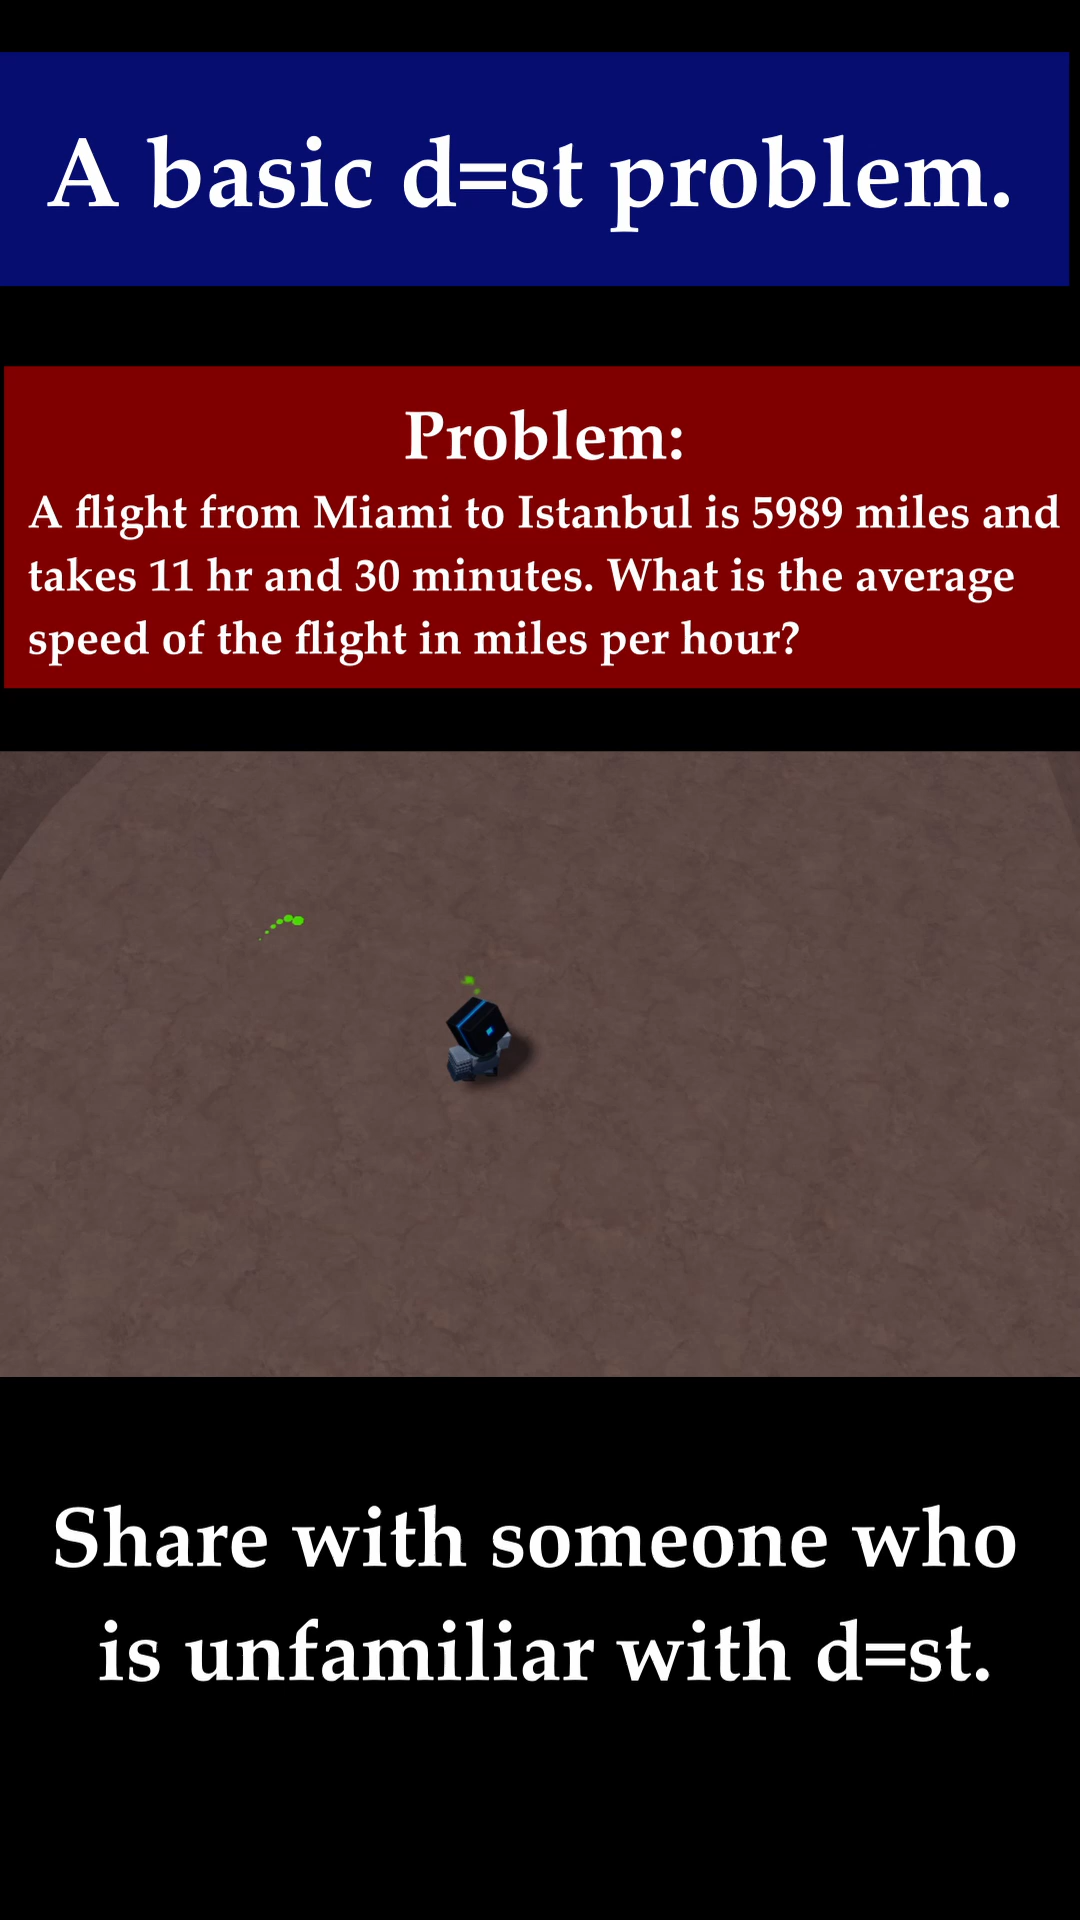 A basic d=st problem.
Problem:
A flight from Miami to Istanbul is 5989 miles and
takes 11 hr and 30 minutes. What is the average
speed of the flight in miles per hour?
Share with someone who
is unfamiliar with d=st.